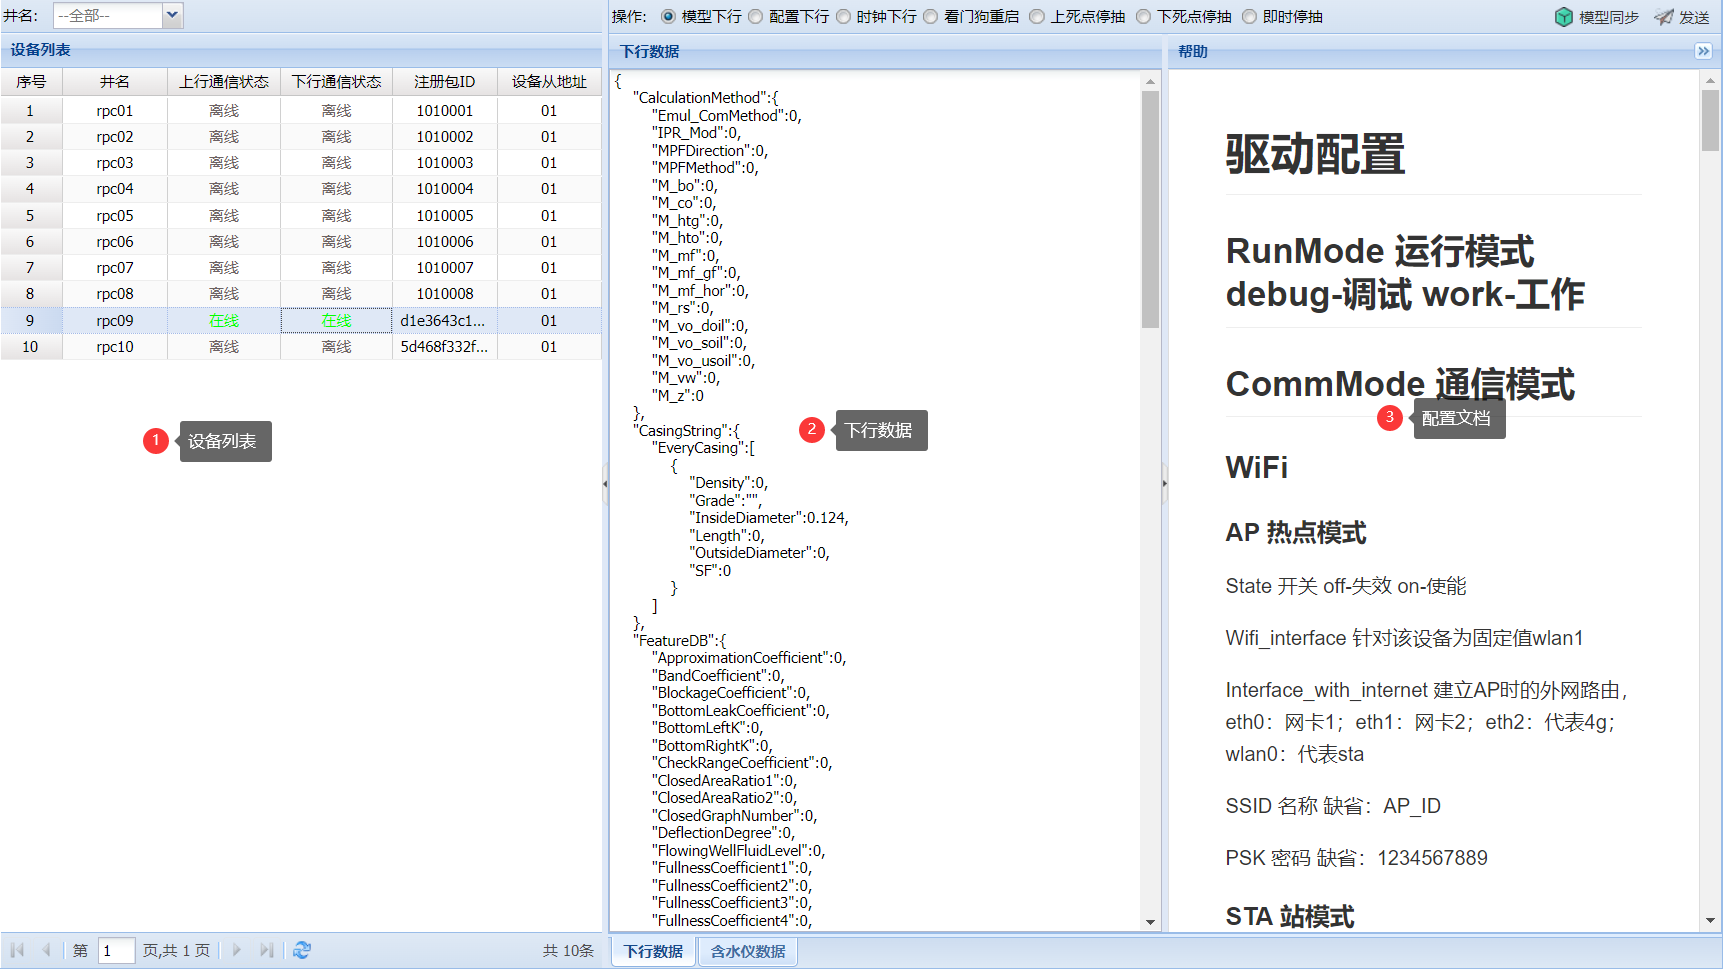 井名: --全部--
操作: 模型下行 配置下行 时钟下行 看门狗重启 上死点停抽 下死点停抽 即时停抽 模型同步 发送
设备列表
序号 井名 上行通信状态 下行通信状态 注册包ID 设备从地址
1 rpc01 离线 离线 1010001 01
2 rpc02 离线 离线 1010002 01
3 rpc03 离线 离线 1010003 01
4 rpc04 离线 离线 1010004 01
5 rpc05 离线 离线 1010005 01
6 rpc06 离线 离线 1010006 01
7 rpc07 离线 离线 1010007 01
8 rpc08 离线 离线 1010008 01
9 rpc09 在线 在线 d1e3643c1... 01
10 rpc10 离线 离线 5d468f332f... 01
1 设备列表
第 1 页,共 1 页 共 10条
下行数据
{
"CalculationMethod":{
"Emul_ComMethod":0,
"IPR_Mod":0,
"MPFDirection":0,
"MPFMethod":0,
"M_bo":0,
"M_co":0,
"M_htg":0,
"M_hto":0,
"M_mf":0,
"M_mf_gf":0,
"M_mf_hor":0,
"M_rs":0,
"M_vo_doil":0,
"M_vo_soil":0,
"M_vo_usoil":0,
"M_vw":0,
"M_z":0
},
"CasingString":{
"EveryCasing":[
{
"Density":0,
"Grade":"",
"InsideDiameter":0.124,
"Length":0,
"OutsideDiameter":0,
"SF":0
}
]
},
"FeatureDB":{
"ApproximationCoefficient":0,
"BandCoefficient":0,
"BlockageCoefficient":0,
"BottomLeakCoefficient":0,
"BottomLeftK":0,
"BottomRightK":0,
"CheckRangeCoefficient":0,
"ClosedAreaRatio1":0,
"ClosedAreaRatio2":0,
"ClosedGraphNumber":0,
"DeflectionDegree":0,
"FlowingWellFluidLevel":0,
"FullnessCoefficient1":0,
"FullnessCoefficient2":0,
"FullnessCoefficient3":0,
"FullnessCoefficient4":0,
2 下行数据
下行数据 含水仪数据
帮助
驱动配置
RunMode 运行模式
debug-调试 work-工作
CommMode 通信模式
3 配置文档
WiFi
AP 热点模式
State 开关 off-失效 on-使能
Wifi_interface 针对该设备为固定值wlan1
Interface_with_internet 建立AP时的外网路由，
eth0：网卡1；eth1：网卡2；eth2：代表4g；
wlan0：代表sta
SSID 名称 缺省：AP_ID
PSK 密码 缺省：1234567889
STA 站模式